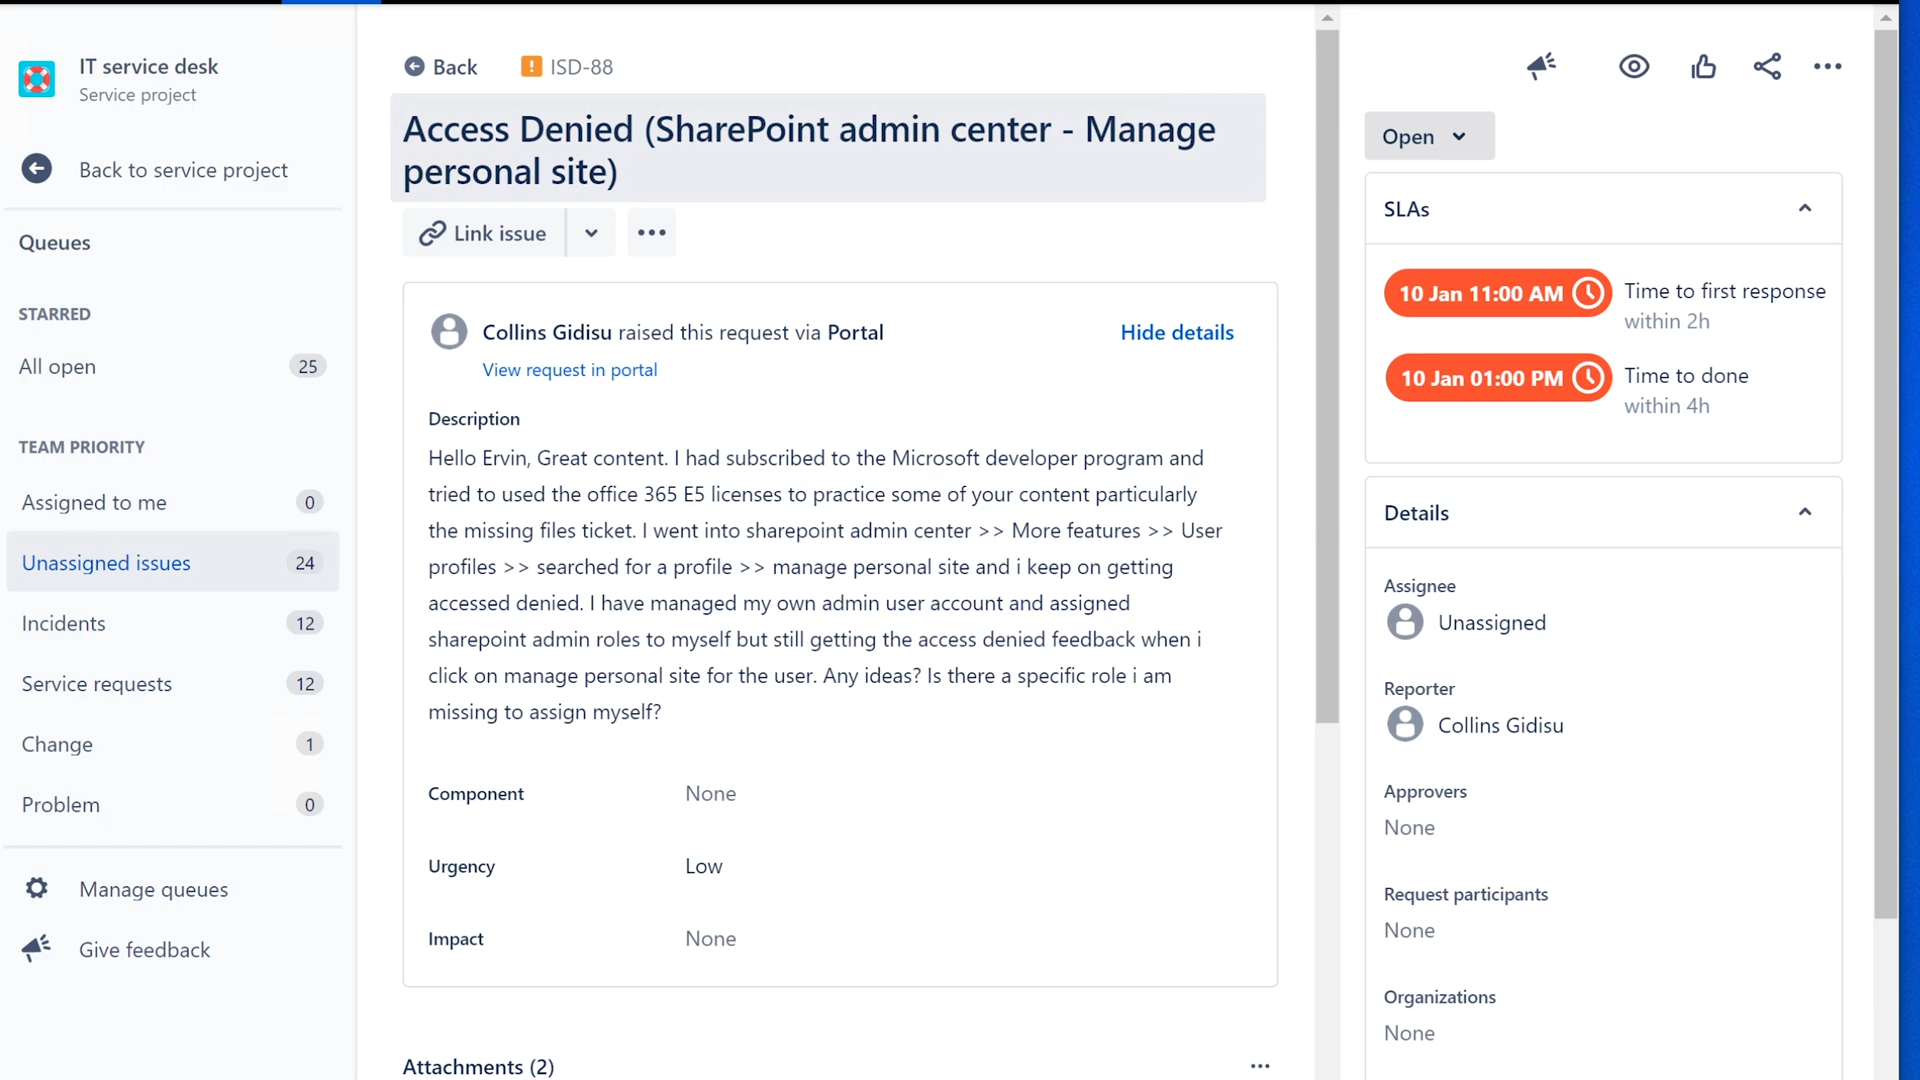 IT service desk
Service project
Back to service project
Queues
STARRED
All open 25
TEAM PRIORITY
Assigned to me 0
Unassigned issues 24
Incidents 12
Service requests 12
Change 1
Problem 0
Manage queues
Give feedback
Back ISD-88
Access Denied (SharePoint admin center - Manage
personal site)
Link issue
Collins Gidisu raised this request via Portal Hide details
View request in portal
Description
Hello Ervin, Great content. I had subscribed to the Microsoft developer program and
tried to used the office 365 E5 licenses to practice some of your content particularly
the missing files ticket. I went into sharepoint admin center >> More features >> User
profiles >> searched for a profile >> manage personal site and i keep on getting
accessed denied. I have managed my own admin user account and assigned
sharepoint admin roles to myself but still getting the access denied feedback when i
click on manage personal site for the user. Any ideas? Is there a specific role i am
missing to assign myself?
Component None
Urgency Low
Impact None
Attachments (2)
Open
SLAs
10 Jan 11:00 AM Time to first response
within 2h
10 Jan 01:00 PM Time to done
within 4h
Details
Assignee
Unassigned
Reporter
Collins Gidisu
Approvers
None
Request participants
None
Organizations
None